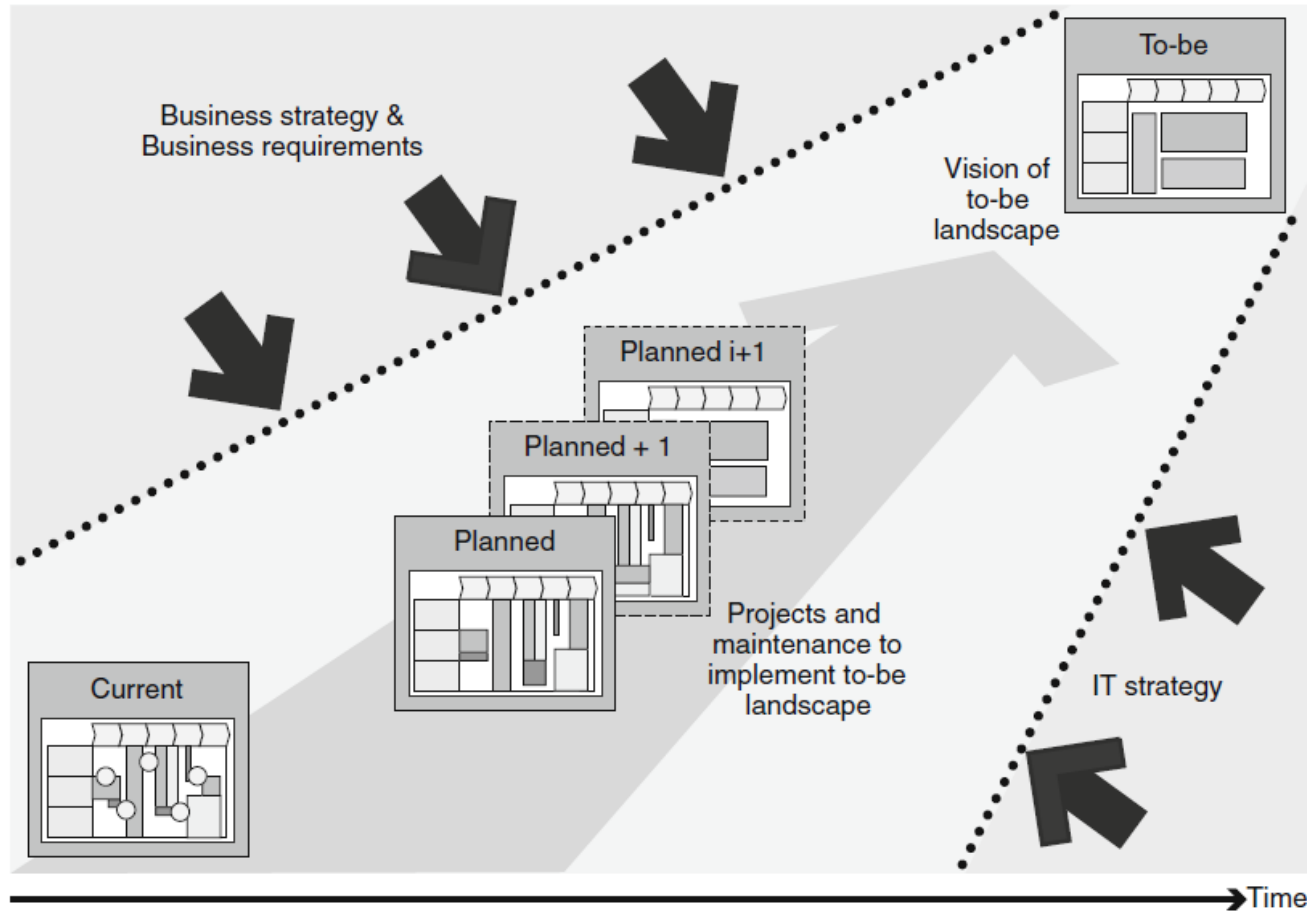 To-be
Business strategy &
Business requirements
Vision of
to-be
landscape
Planned i+1
Planned + 1
Planned
Projects and
maintenance to
implement to-be
landscape
Current
IT strategy
Time